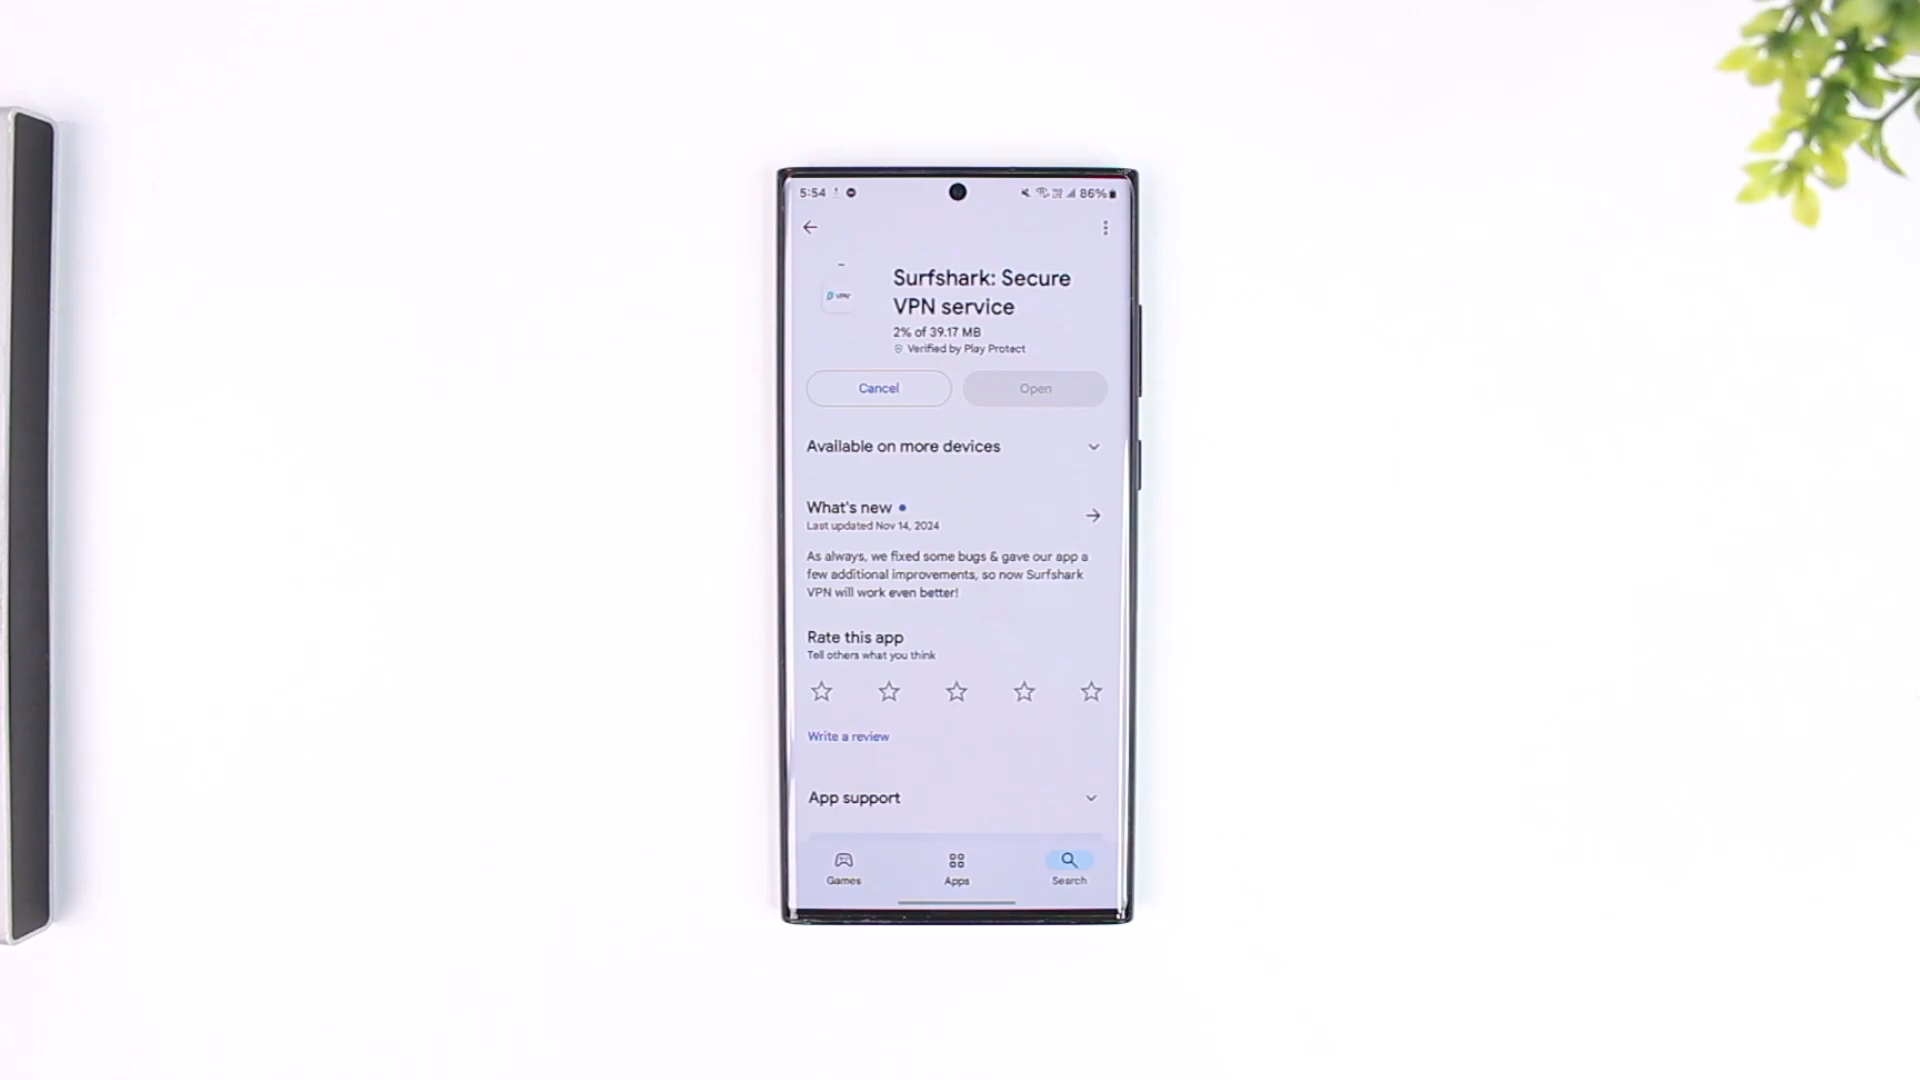 5:54
86%
Surfshark: Secure
VPN service
2% of 39.17 MB
Verified by Play Protect
Cancel
Open
Available on more devices
What's new
Last updated Nov 14, 2024
As always, we fixed some bugs & gave our app a
few additional improvements, so now Surfshark
VPN will work even better!
Rate this app
Tell others what you think
Write a review
App support
Games
Apps
Search